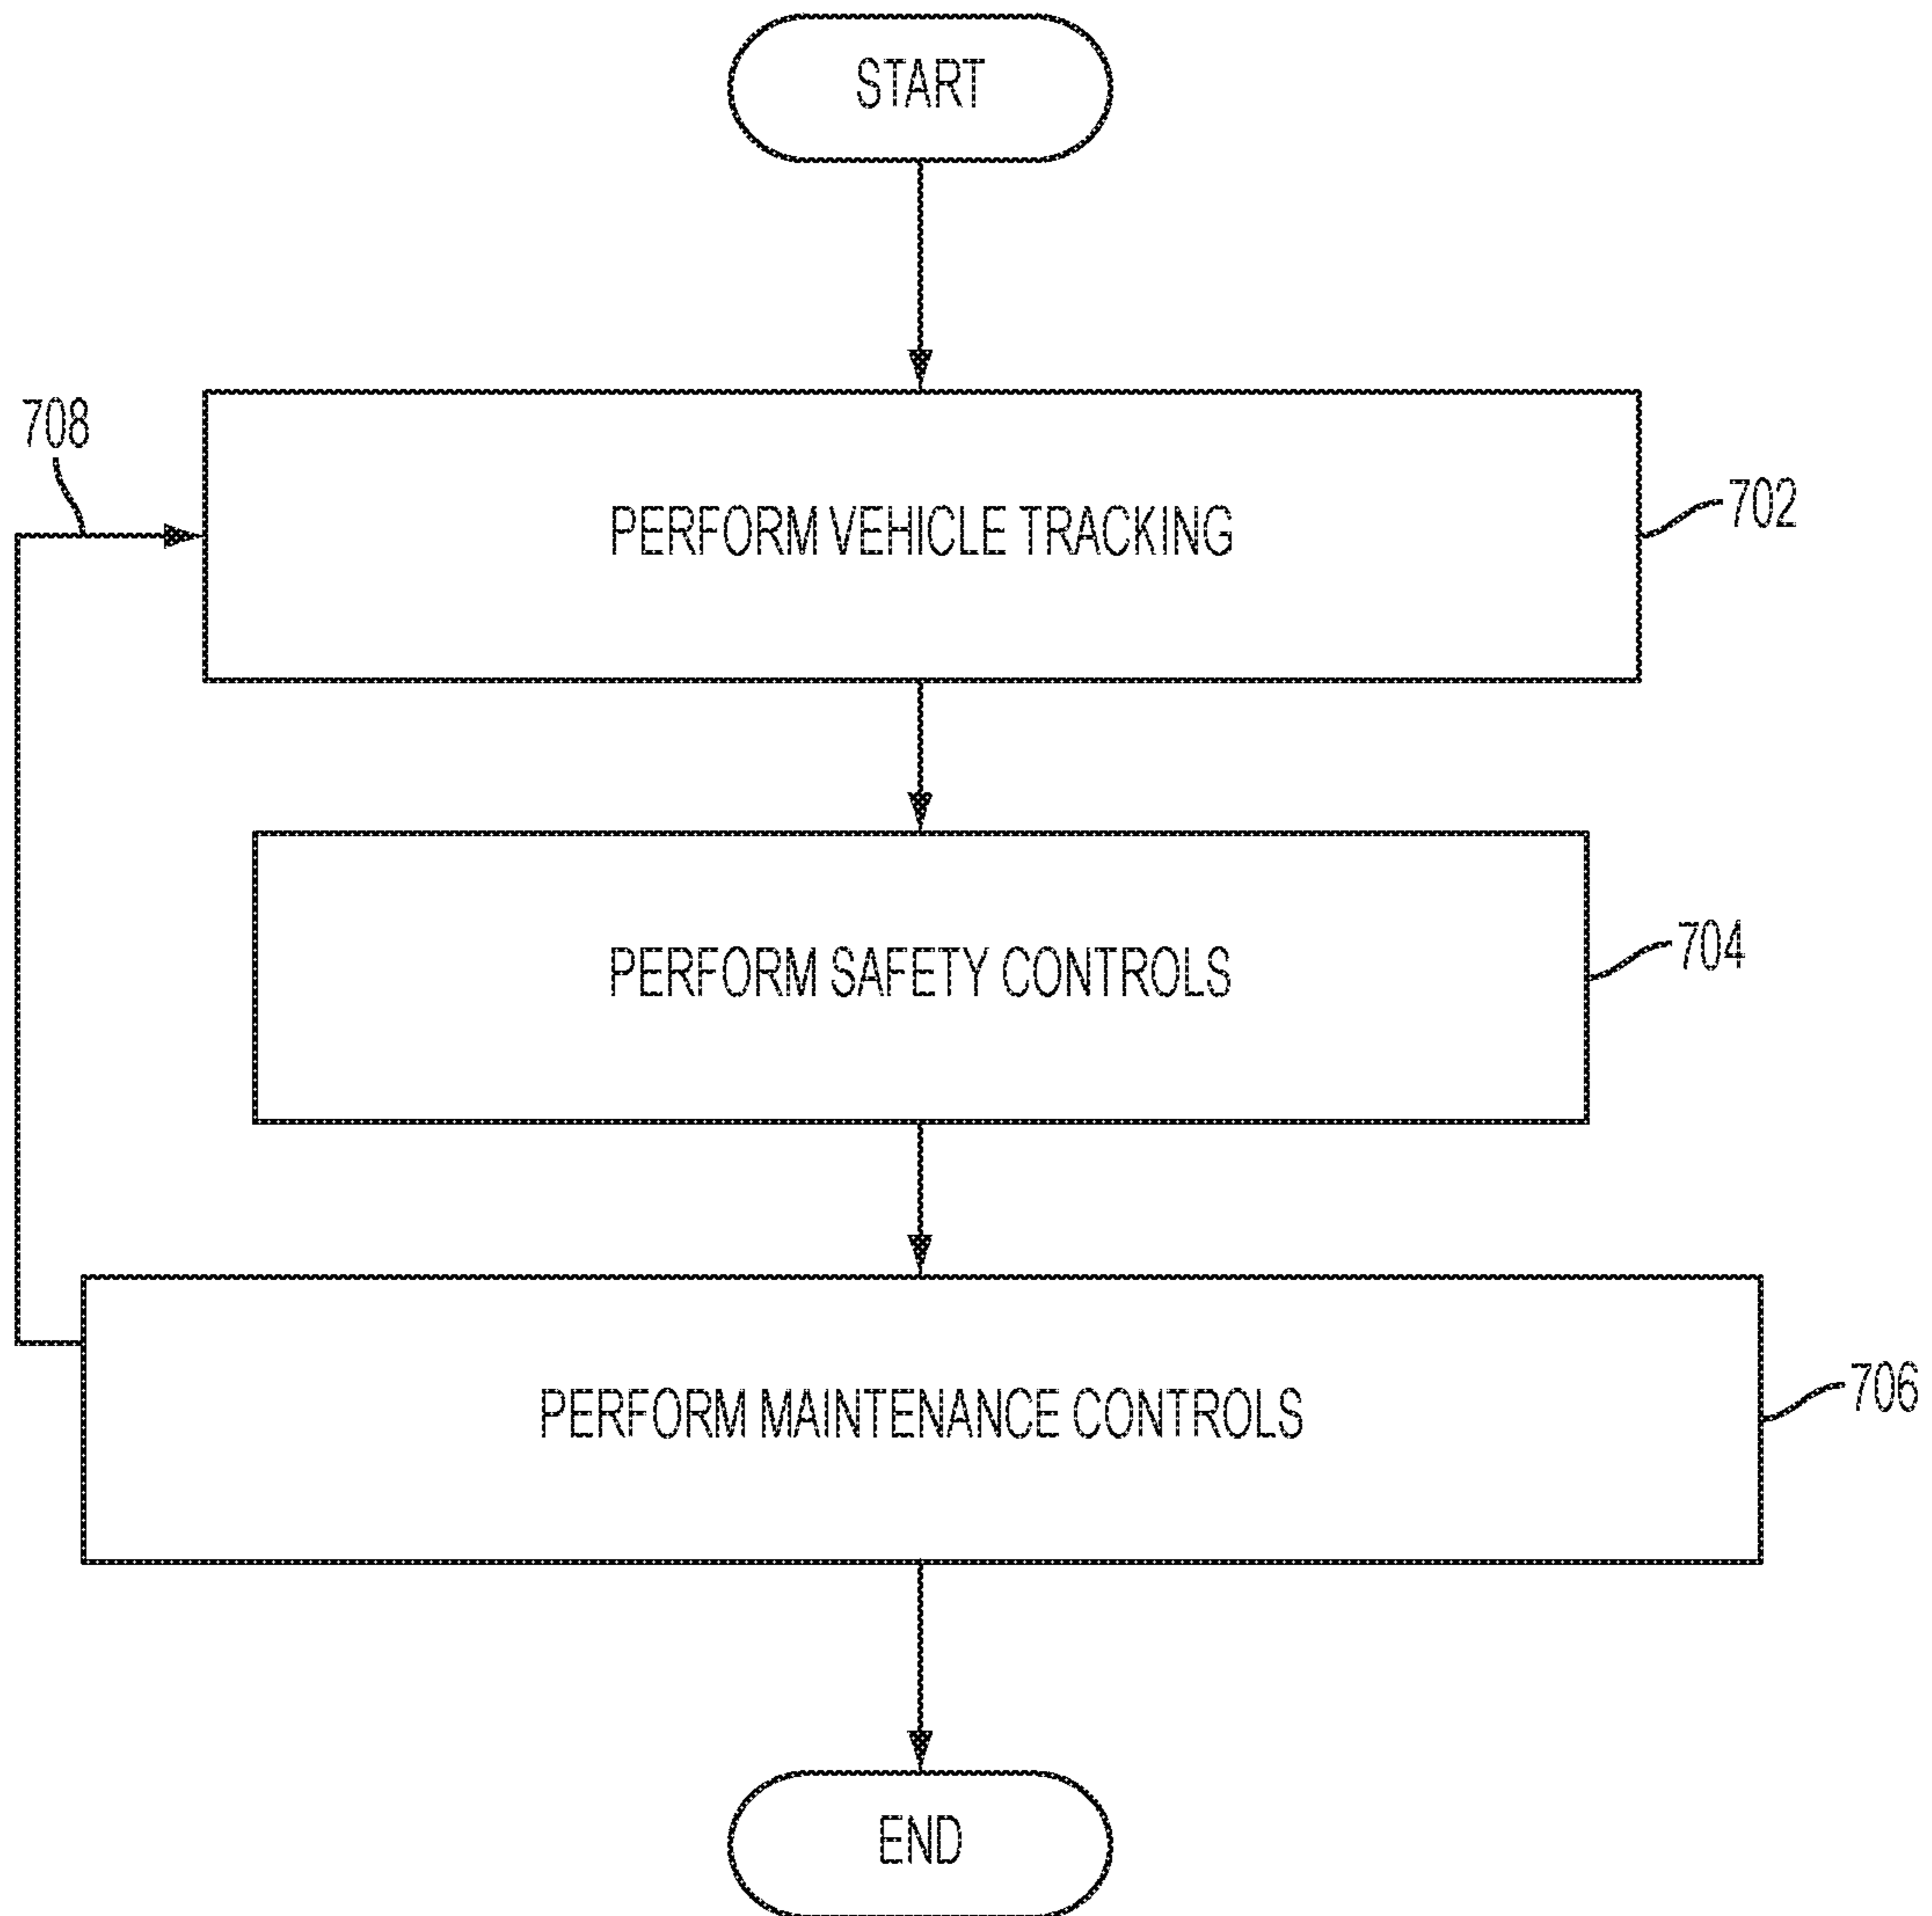 START
708
PERFORM VEHICLE TRACKING
702
PERFORM SAFETY CONTROLS
704
PERFORM MAINTENANCE CONTROLS
706
END